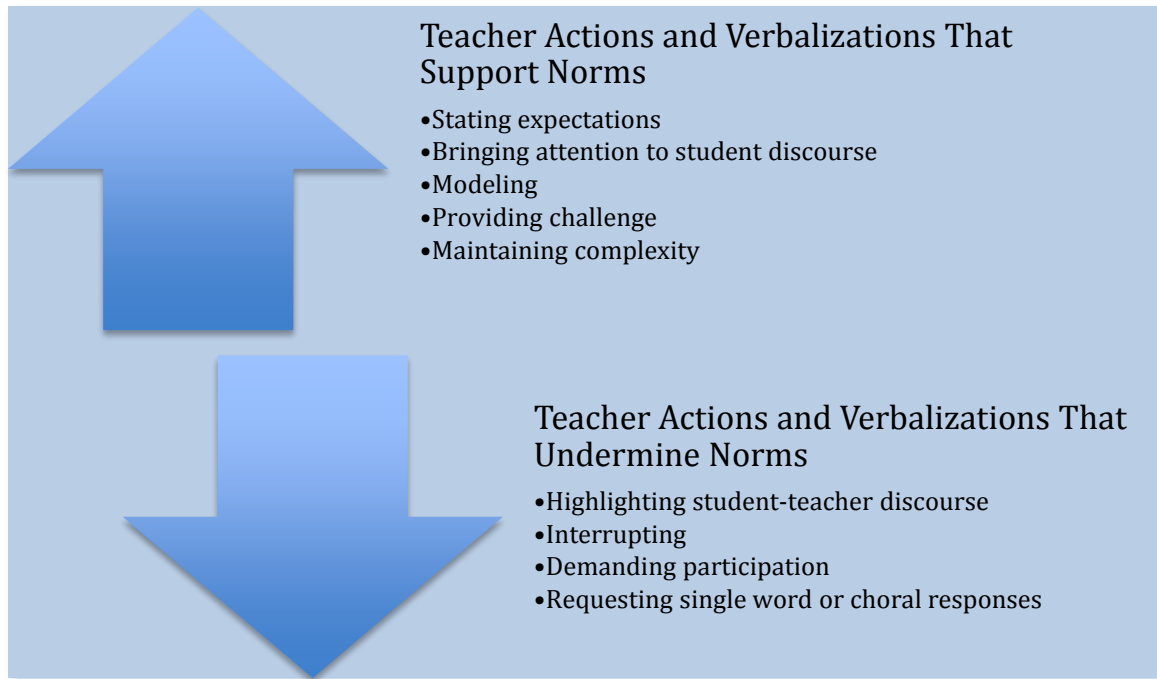 Teacher Actions and Verbalizations That
Support Norms
•Stating expectations
•Bringing attention to student discourse
•Modeling
•Providing challenge
•Maintaining complexity
Teacher Actions and Verbalizations That
Undermine Norms
•Highlighting student-teacher discourse
•Interrupting
•Demanding participation
•Requesting single word or choral responses